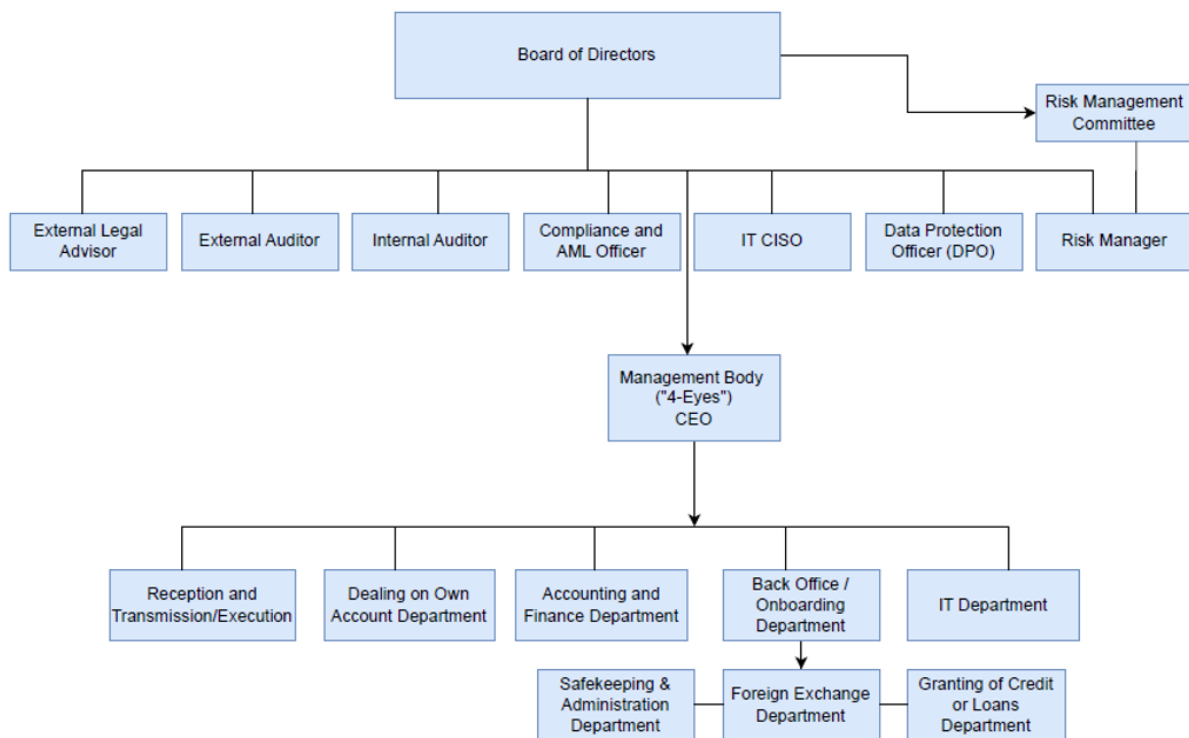 Board of Directors
Risk Management
Committee
External Legal
Advisor
External Auditor
Internal Auditor
Compliance and
AML Officer
IT CISO
Data Protection
Officer (DPO)
Risk Manager
Management Body
("4-Eyes")
CEO
Reception and
Transmission/Execution
Dealing on Own
Account Department
Accounting and
Finance Department
Back Office /
Onboarding
Department
IT Department
Safekeeping &
Administration
Department
Foreign Exchange
Department
Granting of Credit
or Loans
Department